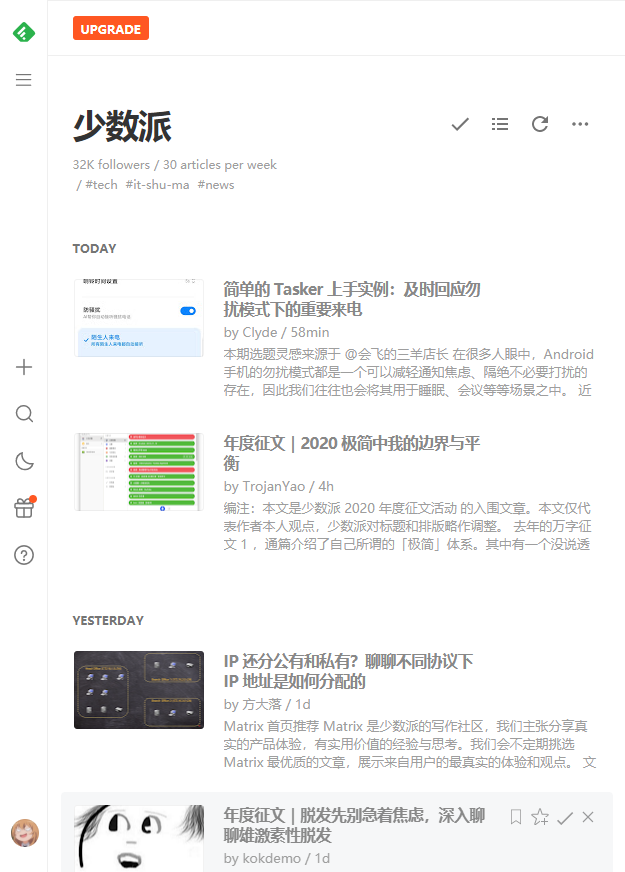 UPGRADE
少数派
32K followers / 30 articles per week
/ #tech #it-shu-ma #news
TODAY
防骚扰
陌生人来电
简单的 Tasker 上手实例：及时回应勿
扰模式下的重要来电
by Clyde / 58min
本期选题灵感来源于 @会飞的三羊店长 在很多人眼中，Android
手机的勿扰模式都是一个可以减轻通知焦虑、隔绝不必要打扰的
存在，因此我们往往也会将其用于睡眠、会议等等场景之中。 近
年度征文 | 2020 极简中我的边界与平
衡
by TrojanYao / 4h
编注：本文是少数派 2020 年度征文活动 的入围文章。本文仅代
表作者本人观点，少数派对标题和排版略作调整。 去年的万字征
文 1 ，通篇介绍了自己所谓的「极简」体系。其中有一个没说透
YESTERDAY
IP 还分公有和私有？聊聊不同协议下
IP 地址是如何分配的
by 方大落 / 1d
Matrix 首页推荐 Matrix 是少数派的写作社区，我们主张分享真
实的产品体验，有实用价值的经验与思考。我们会不定期挑选
Matrix 最优质的文章，展示来自用户的最真实的体验和观点。 文
年度征文 | 脱发先别急着焦虑，深入聊
聊雄激素性脱发
by kokdemo / 1d